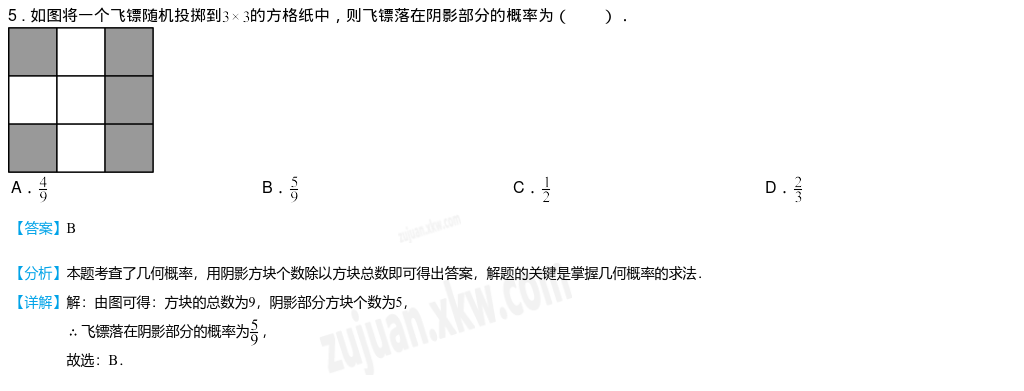 5．如图将一个飞镖随机投掷到3×3的方格纸中，则飞镖落在阴影部分的概率为（　　）．
A．4/9　B．5/9　C．1/2　D．2/3
【答案】B
zujuan.xkw.com
【分析】本题考查了几何概率，用阴影方块个数除以方块总数即可得出答案，解题的关键是掌握几何概率的求法．
【详解】解：由图可得：方块的总数为9，阴影部分方块个数为5，
∴飞镖落在阴影部分的概率为5/9，
zujuan.xkw.com
故选：B．